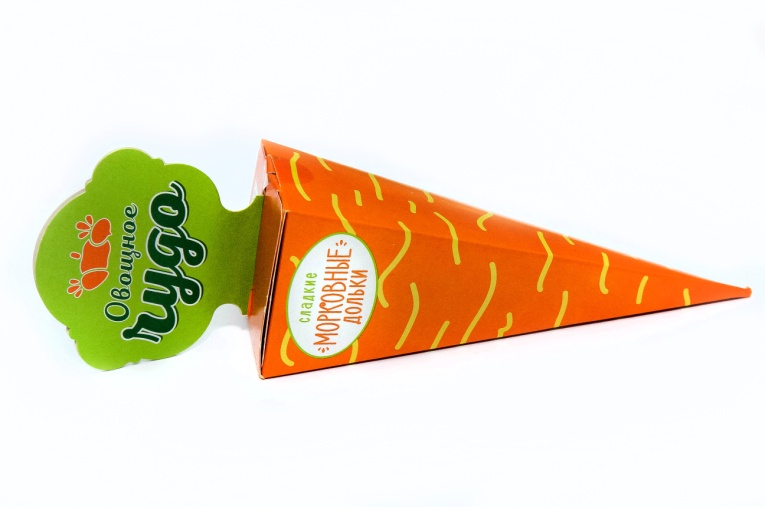 Овощное
чудо
сладкие
МОРКОВНЫЕ
ДОЛЬКИ